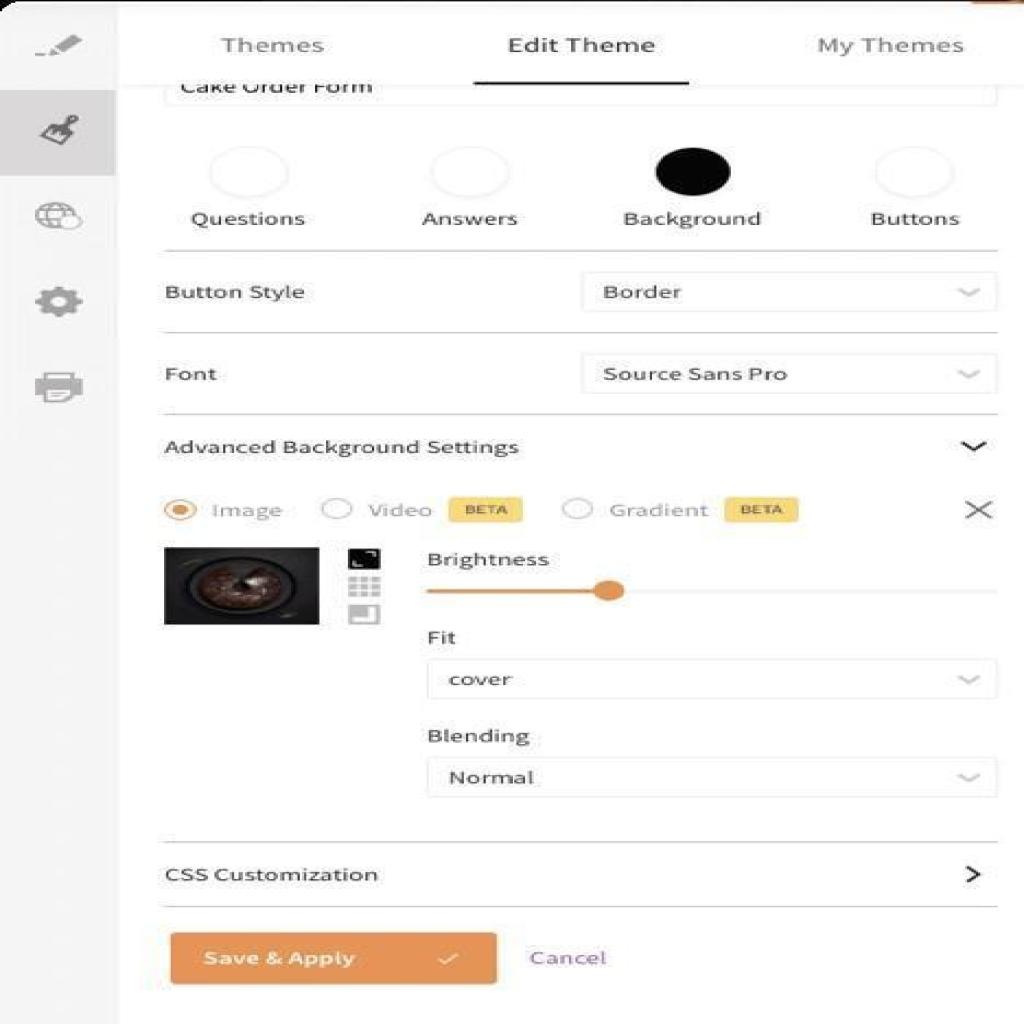 Themes Edit Theme My Themes
Cake Order Form
Questions Answers Background Buttons
Button Style Border
Font Source Sans Pro
Advanced Background Settings
Image Video BETA Gradient BETA
Brightness
Fit
cover
Blending
Normal
CSS Customization
Save & Apply Cancel